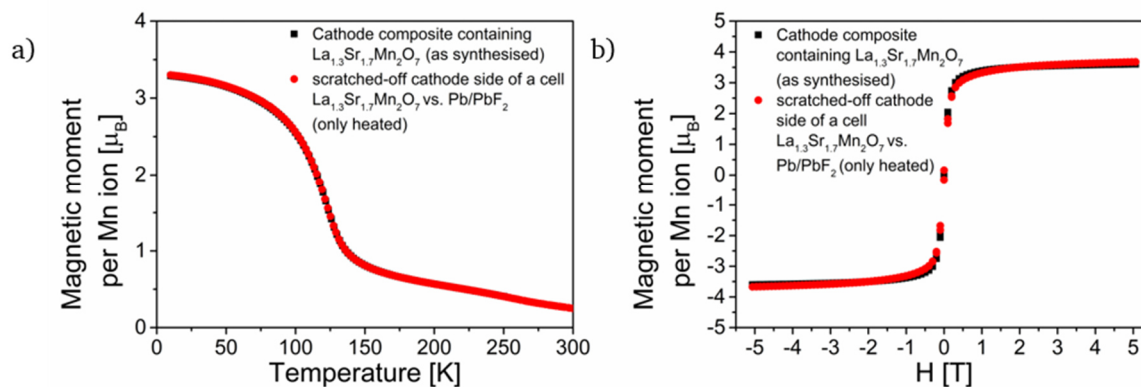 a)
Magnetic moment
per Mn ion [μB]
4
3
2
1
0
0 50 100 150 200 250 300
Temperature [K]
Cathode composite containing
La1.3Sr1.7Mn2O7 (as synthesised)
scratched-off cathode side of a cell
La1.3Sr1.7Mn2O7 vs. Pb/PbF2
(only heated)
b)
Magnetic moment
per Mn ion [μB]
5
4
3
2
1
0
-1
-2
-3
-4
-5
-5 -4 -3 -2 -1 0 1 2 3 4 5
H [T]
Cathode composite
containing La1.3Sr1.7Mn2O7
(as synthesised)
scratched-off cathode
side of a cell
La1.3Sr1.7Mn2O7 vs.
Pb/PbF2 (only heated)